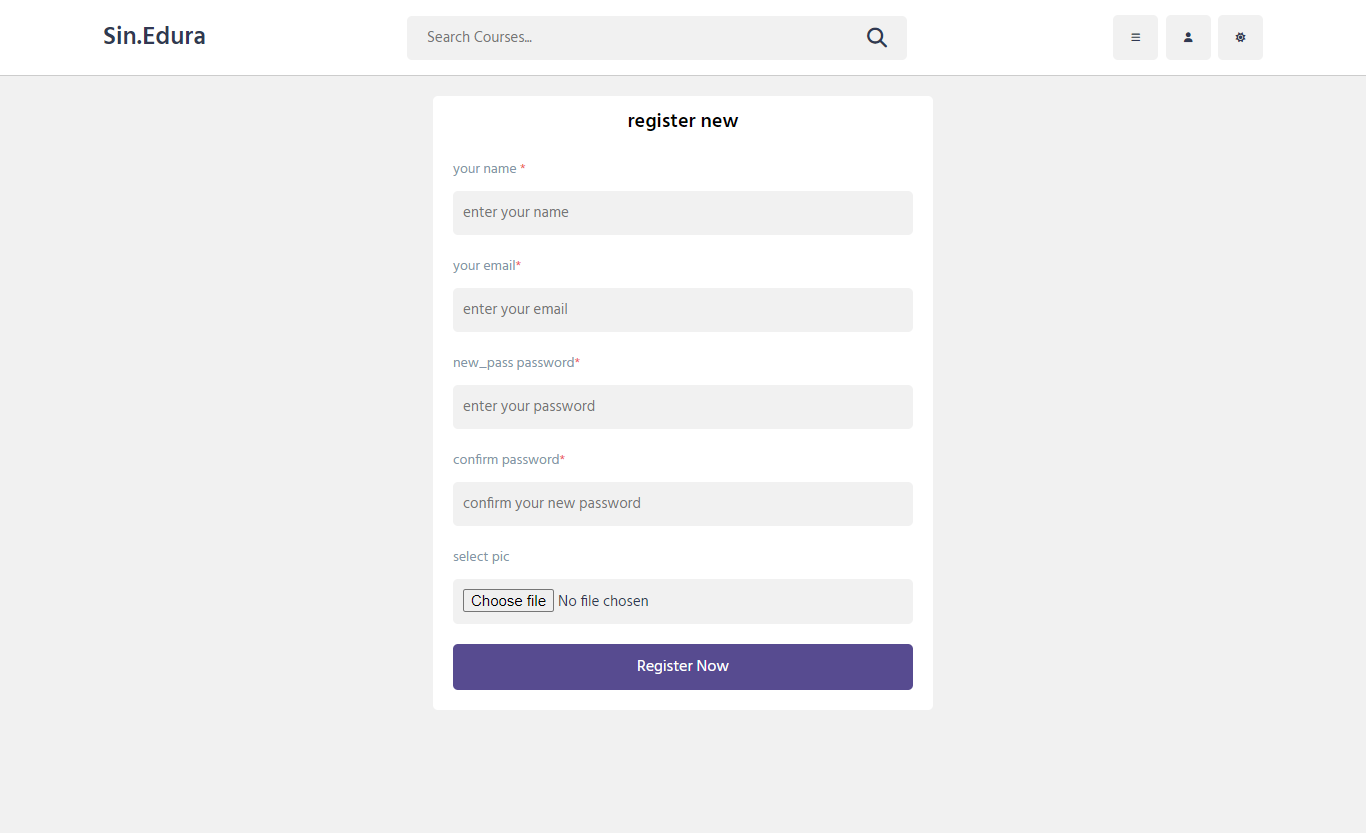 Sin.Edura
Search Courses...
register new
your name *
enter your name
your email*
enter your email
new_pass password*
enter your password
confirm password*
confirm your new password
select pic
Choose file No file chosen
Register Now